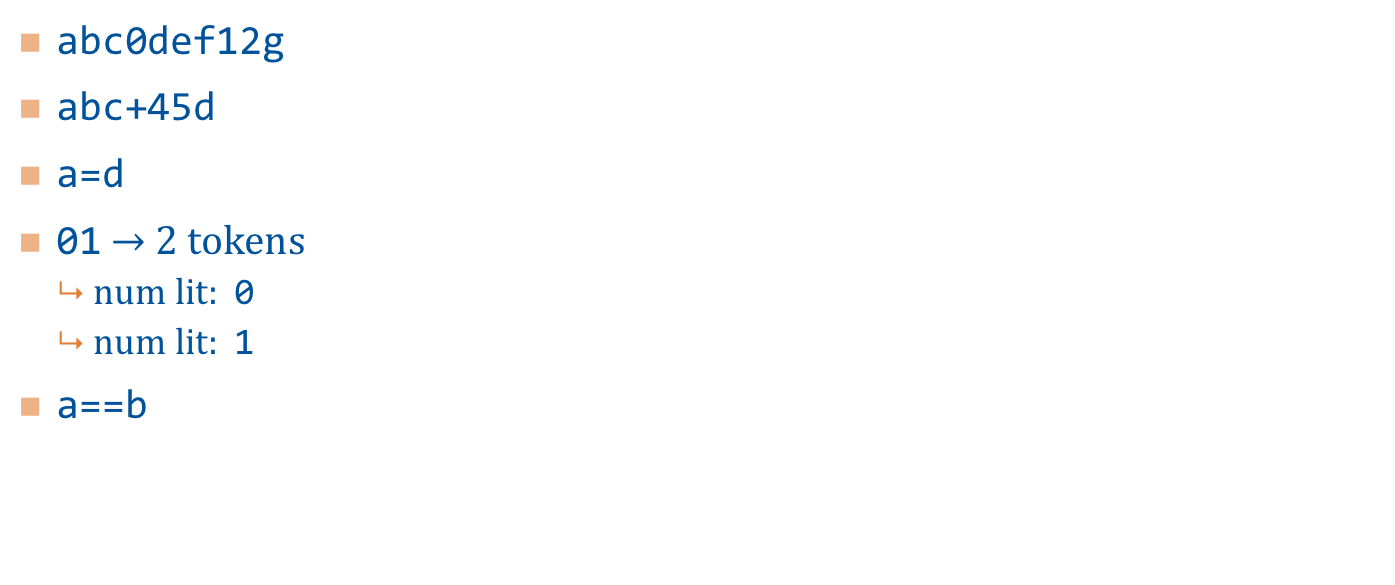 ■ abc0def12g
■ abc+45d
■ a=d
■ 01 → 2 tokens
↳ num lit: 0
↳ num lit: 1
■ a==b